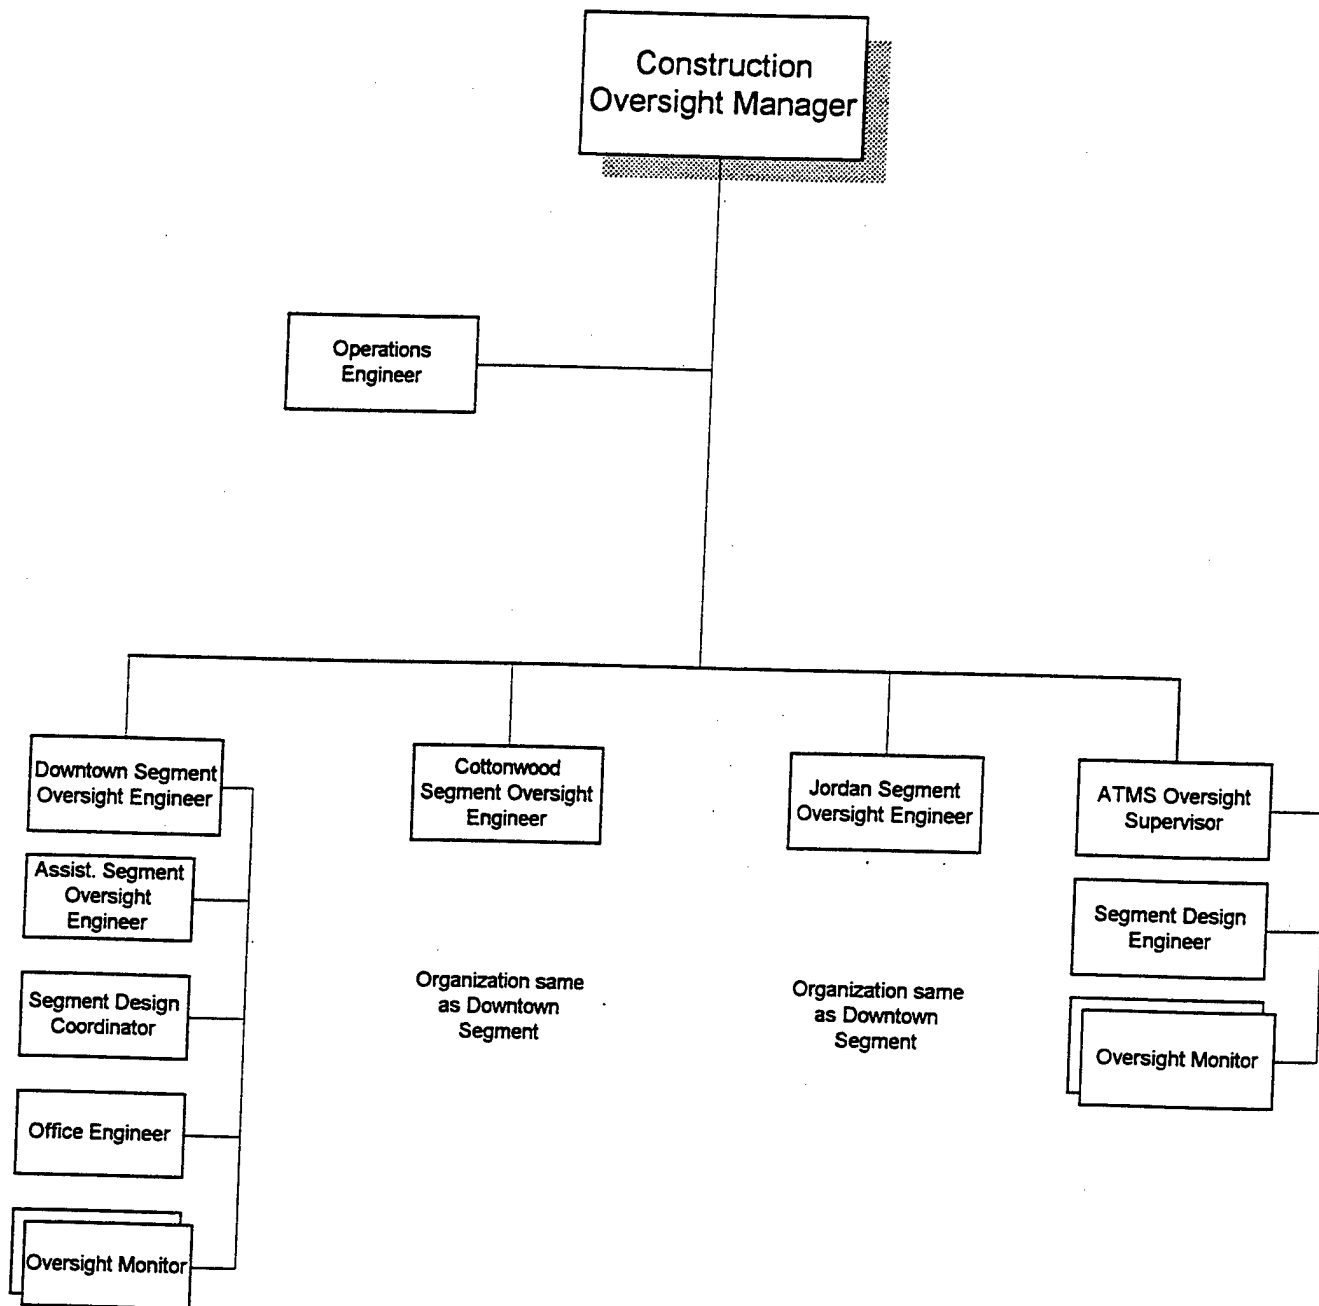 Construction
Oversight Manager
Operations
Engineer
Downtown Segment
Oversight Engineer
Cottonwood
Segment Oversight
Engineer
Jordan Segment
Oversight Engineer
ATMS Oversight
Supervisor
Assist. Segment
Oversight
Engineer
Segment Design
Engineer
Segment Design
Coordinator
Organization same
as Downtown
Segment
Organization same
as Downtown
Segment
Oversight Monitor
Office Engineer
Oversight Monitor